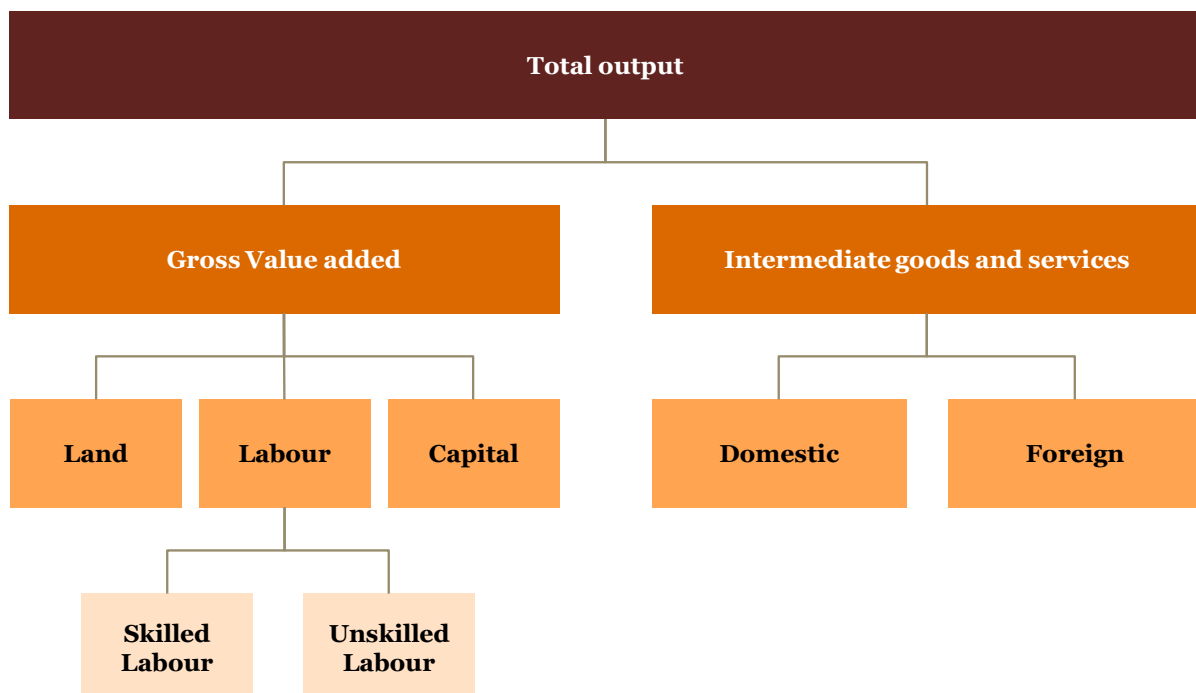 Total output
Gross Value added
Intermediate goods and services
Land
Labour
Capital
Domestic
Foreign
Skilled
Labour
Unskilled
Labour